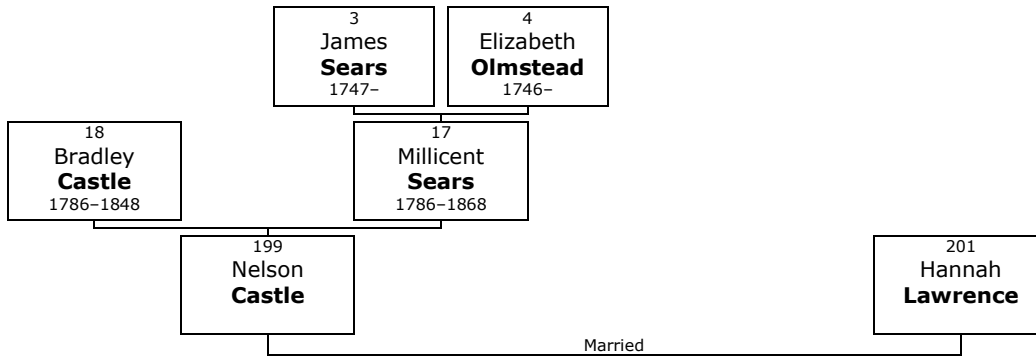 3
James
Sears
1747–
4
Elizabeth
Olmstead
1746–
18
Bradley
Castle
1786–1848
17
Millicent
Sears
1786–1868
199
Nelson
Castle
201
Hannah
Lawrence
Married